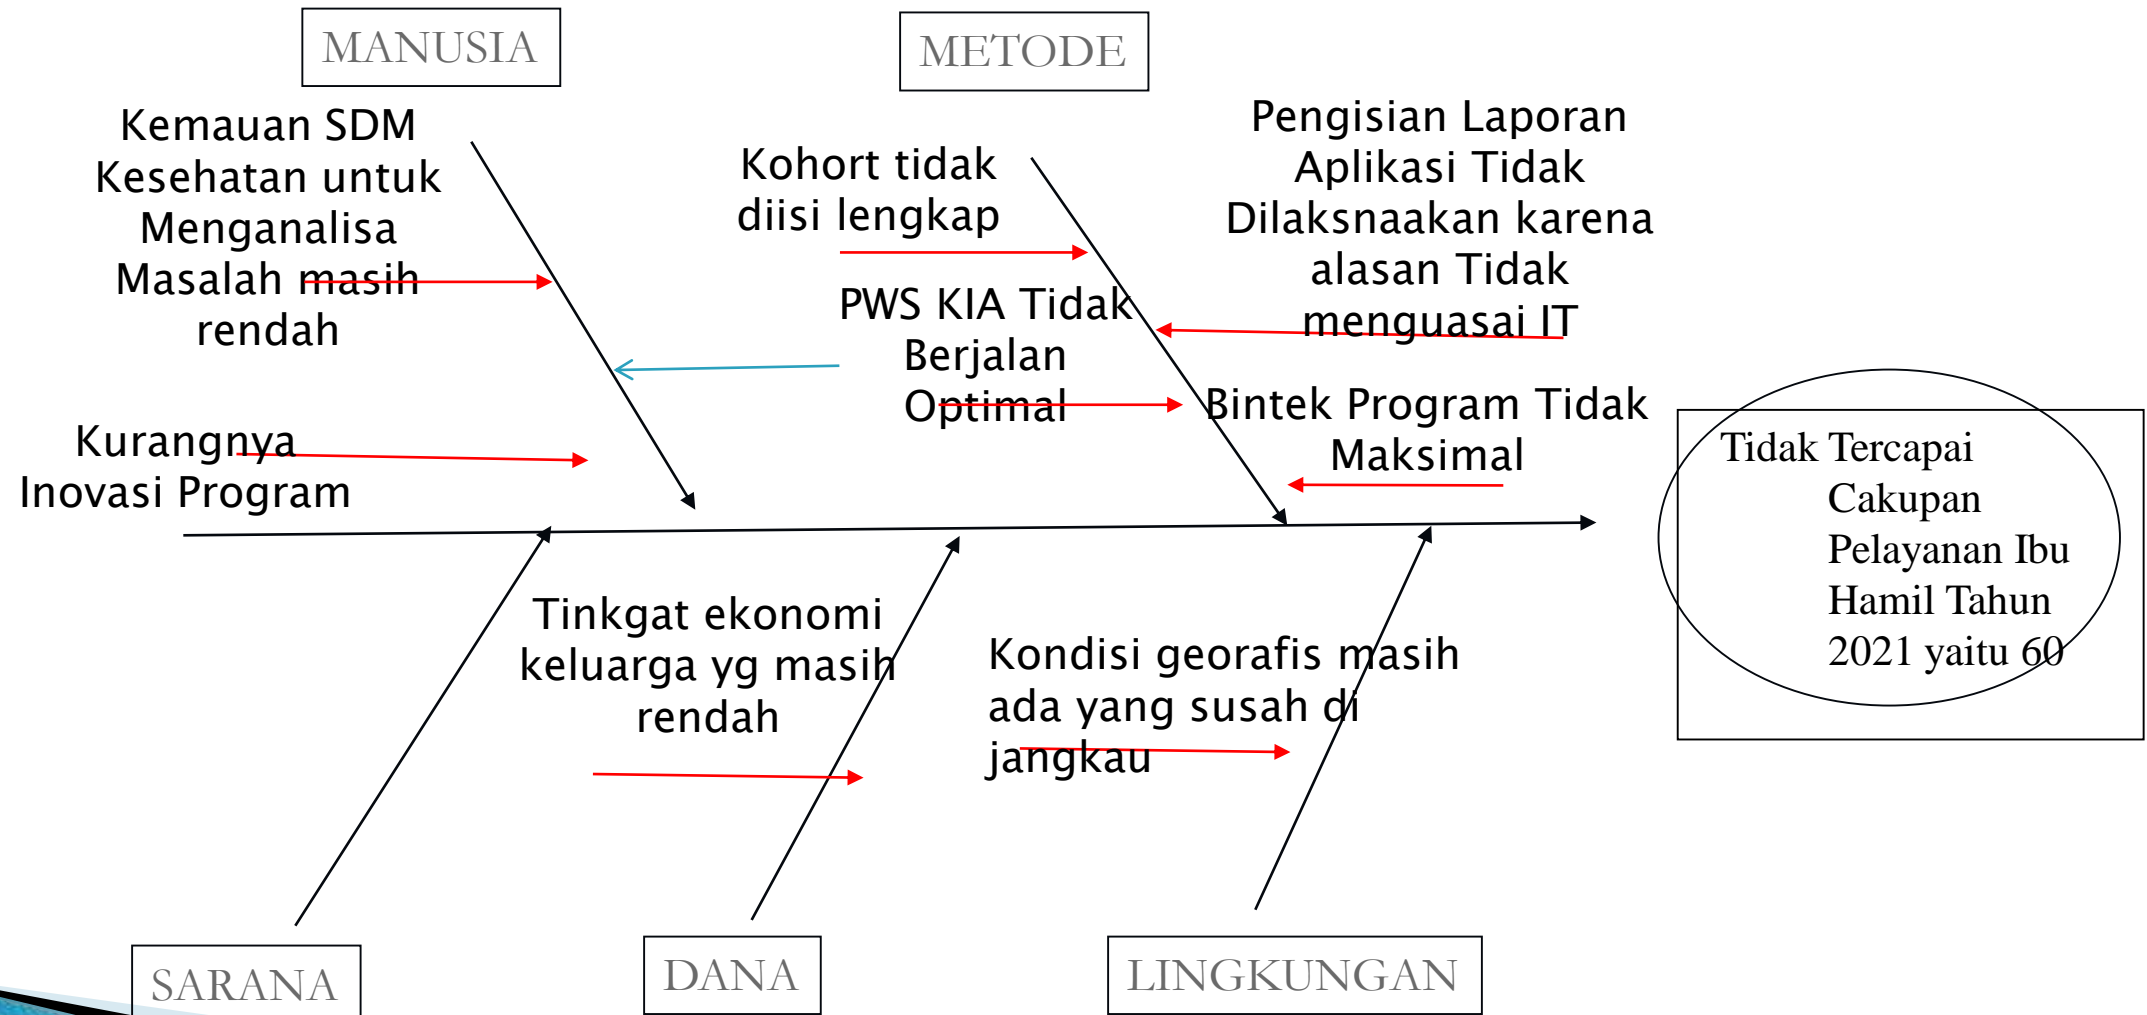 MANUSIA
METODE
Kemauan SDM
Kesehatan untuk
Menganalisa
Masalah masih
rendah
Kohort tidak
diisi lengkap
Pengisian Laporan
Aplikasi Tidak
Dilaksnaakan karena
alasan Tidak
menguasai IT
PWS KIA Tidak
Berjalan
Optimal
Bintek Program Tidak
Maksimal
Kurangnya
Inovasi Program
Tidak Tercapai
Cakupan
Pelayanan Ibu
Hamil Tahun
2021 yaitu 60
Tinkgat ekonomi
keluarga yg masih
rendah
Kondisi georafis masih
ada yang susah di
jangkau
SARANA
DANA
LINGKUNGAN